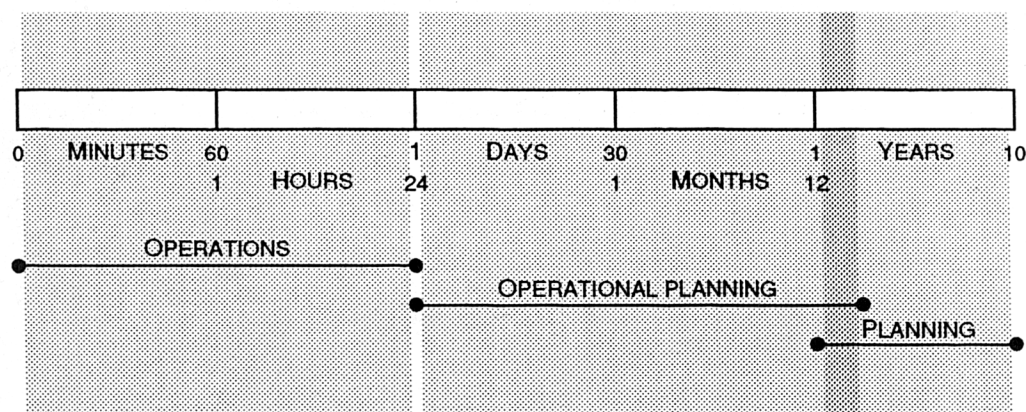 0 MINUTES 60 1 DAYS 30 1 YEARS 10
1 HOURS 24 1 MONTHS 12
OPERATIONS
OPERATIONAL PLANNING
PLANNING